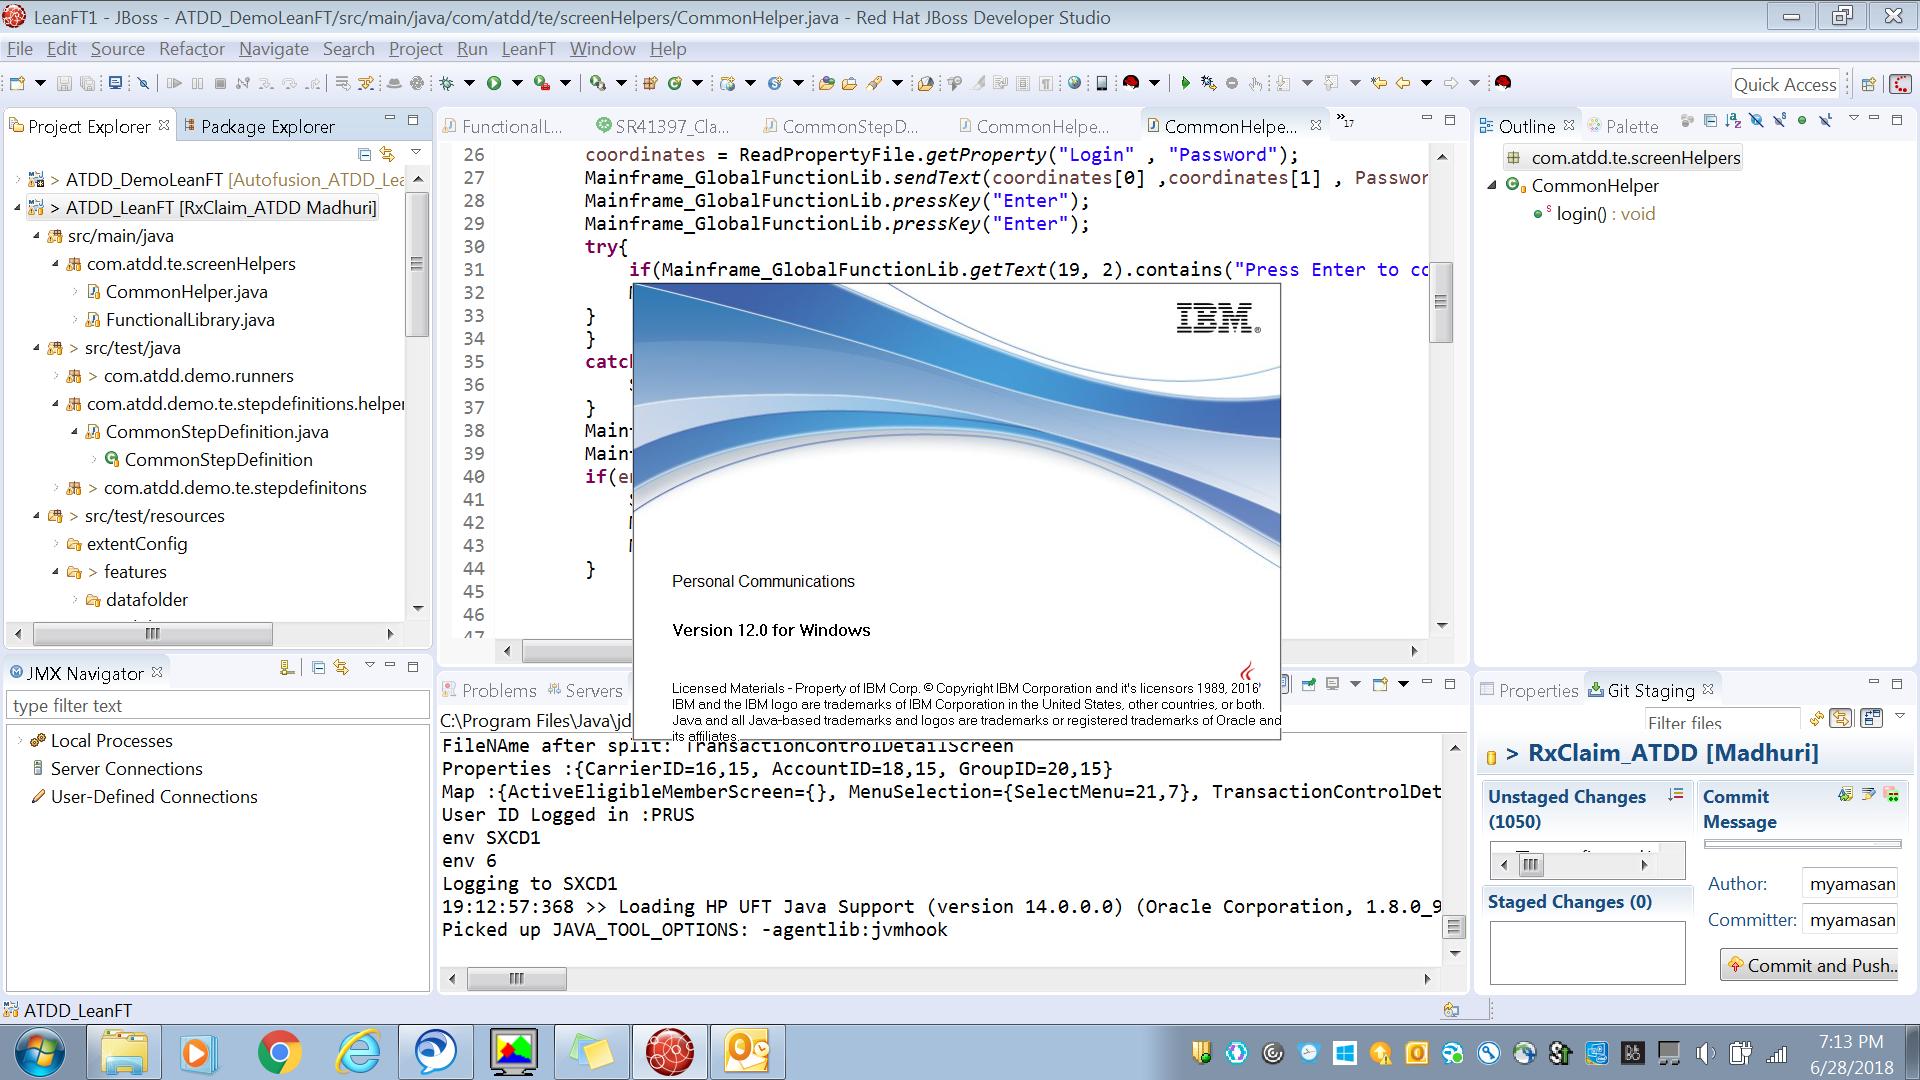 LeanFT1 - JBoss - ATDD_DemoLeanFT/src/main/java/com/atdd/te/screenHelpers/CommonHelper.java - Red Hat JBoss Developer Studio
File Edit Source Refactor Navigate Search Project Run LeanFT Window Help
Quick Access
Project Explorer
Package Explorer
> ATDD_DemoLeanFT [Autofusion_ATDD_Lea
> ATDD_LeanFT [RxClaim_ATDD Madhuri]
src/main/java
com.atdd.te.screenHelpers
CommonHelper.java
FunctionalLibrary.java
> src/test/java
> com.atdd.demo.runners
com.atdd.demo.te.stepdefinitions.helper
CommonStepDefinition.java
CommonStepDefinition
> com.atdd.demo.te.stepdefinitons
> src/test/resources
extentConfig
> features
datafolder
JMX Navigator
type filter text
Local Processes
Server Connections
User-Defined Connections
FunctionalL...
SR41397_Cla...
CommonStepD...
CommonHelpe...
CommonHelpe...
17
26 coordinates = ReadPropertyFile.getProperty("Login" , "Password");
27 Mainframe_GlobalFunctionLib.sendText(coordinates[0] ,coordinates[1] , Passwor
28 Mainframe_GlobalFunctionLib.pressKey("Enter");
29 Mainframe_GlobalFunctionLib.pressKey("Enter");
30 try{
31 if(Mainframe_GlobalFunctionLib.getText(19, 2).contains("Press Enter to co
32
33 }
34 }
35 catch
36
37 }
38 Main
39 Main
40 if(e
41
42
43
44 }
45
46
47
IBM
Personal Communications
Version 12.0 for Windows
Licensed Materials - Property of IBM Corp. © Copyright IBM Corporation and it's licensors 1989, 2016
IBM and the IBM logo are trademarks of IBM Corporation in the United States, other countries, or both.
Java and all Java-based trademarks and logos are trademarks or registered trademarks of Oracle and
its affiliates.
Problems
Servers
C:\Program Files\Java\jd
FileNAme after split: TransactionControlDetailScreen
Properties :{CarrierID=16,15, AccountID=18,15, GroupID=20,15}
Map :{ActiveEligibleMemberScreen={}, MenuSelection={SelectMenu=21,7}, TransactionControlDet
User ID Logged in :PRUS
env SXCD1
env 6
Logging to SXCD1
19:12:57:368 >> Loading HP UFT Java Support (version 14.0.0.0) (Oracle Corporation, 1.8.0_9
Picked up JAVA_TOOL_OPTIONS: -agentlib:jvmhook
Outline
Palette
com.atdd.te.screenHelpers
CommonHelper
login() : void
Properties
Git Staging
Filter files
> RxClaim_ATDD [Madhuri]
Unstaged Changes
(1050)
Staged Changes (0)
Commit
Message
Author: myamasan
Committer: myamasan
Commit and Push..
ATDD_LeanFT
7:13 PM
6/28/2018